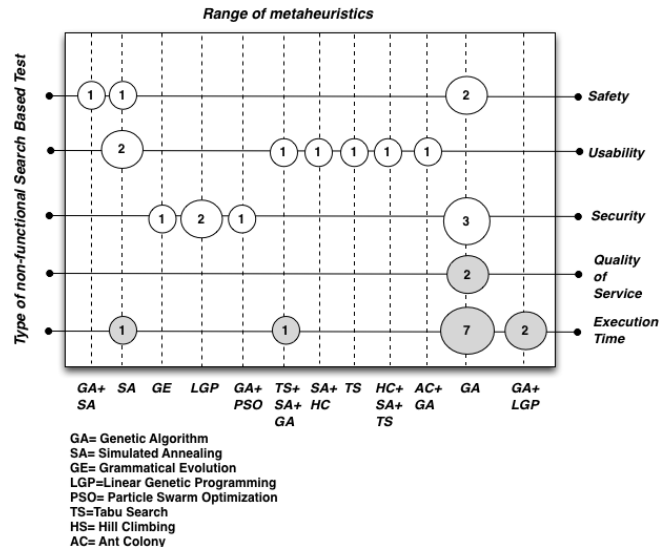 Range of metaheuristics
Type of non-functional Search Based Test
1 1 2 Safety
2 1 1 1 1 1 Usability
1 2 1 3 Security
2 Quality
of
Service
1 1 7 2 Execution
Time
GA+ SA GE LGP GA+ TS+ SA+ TS HC+ AC+ GA GA+
SA PSO SA+ HC SA+ GA LGP
GA TS
GA= Genetic Algorithm
SA= Simulated Annealing
GE= Grammatical Evolution
LGP=Linear Genetic Programming
PSO= Particle Swarm Optimization
TS=Tabu Search
HS= Hill Climbing
AC= Ant Colony